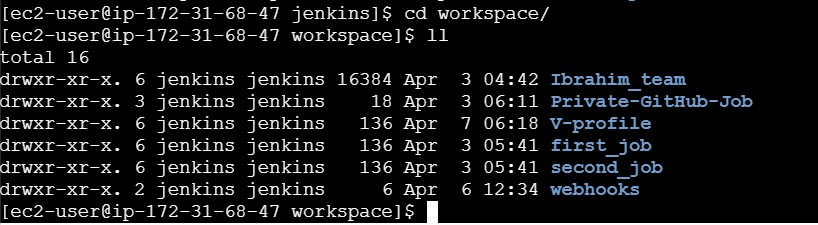 [ec2-user@ip-172-31-68-47 jenkins]$ cd workspace/
[ec2-user@ip-172-31-68-47 workspace]$ ll
total 16
drwxr-xr-x. 6 jenkins jenkins 16384 Apr  3 04:42 Ibrahim_team
drwxr-xr-x. 3 jenkins jenkins    18 Apr  3 06:11 Private-GitHub-Job
drwxr-xr-x. 6 jenkins jenkins   136 Apr  7 06:18 V-profile
drwxr-xr-x. 6 jenkins jenkins   136 Apr  3 05:41 first_job
drwxr-xr-x. 6 jenkins jenkins   136 Apr  3 05:41 second_job
drwxr-xr-x. 2 jenkins jenkins     6 Apr  6 12:34 webhooks
[ec2-user@ip-172-31-68-47 workspace]$